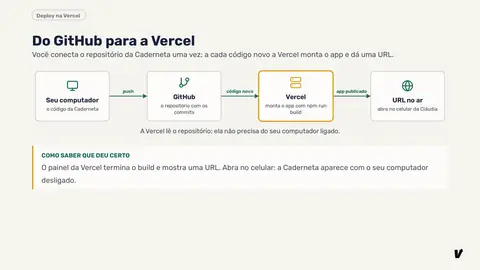 Deploy na Vercel
Do GitHub para a Vercel
Você conecta o repositório da Caderneta uma vez; a cada código novo a Vercel monta o app e dá uma URL.
Seu computador
o código da Caderneta
push
GitHub
o repositório com os
commits
código novo
Vercel
monta o app com npm run
build
app publicado
URL no ar
abra no celular da Cláudia
A Vercel lê o repositório; ela não precisa do seu computador ligado.
COMO SABER QUE DEU CERTO
O painel da Vercel termina o build e mostra uma URL. Abra no celular: a Caderneta aparece com o seu computador
desligado.